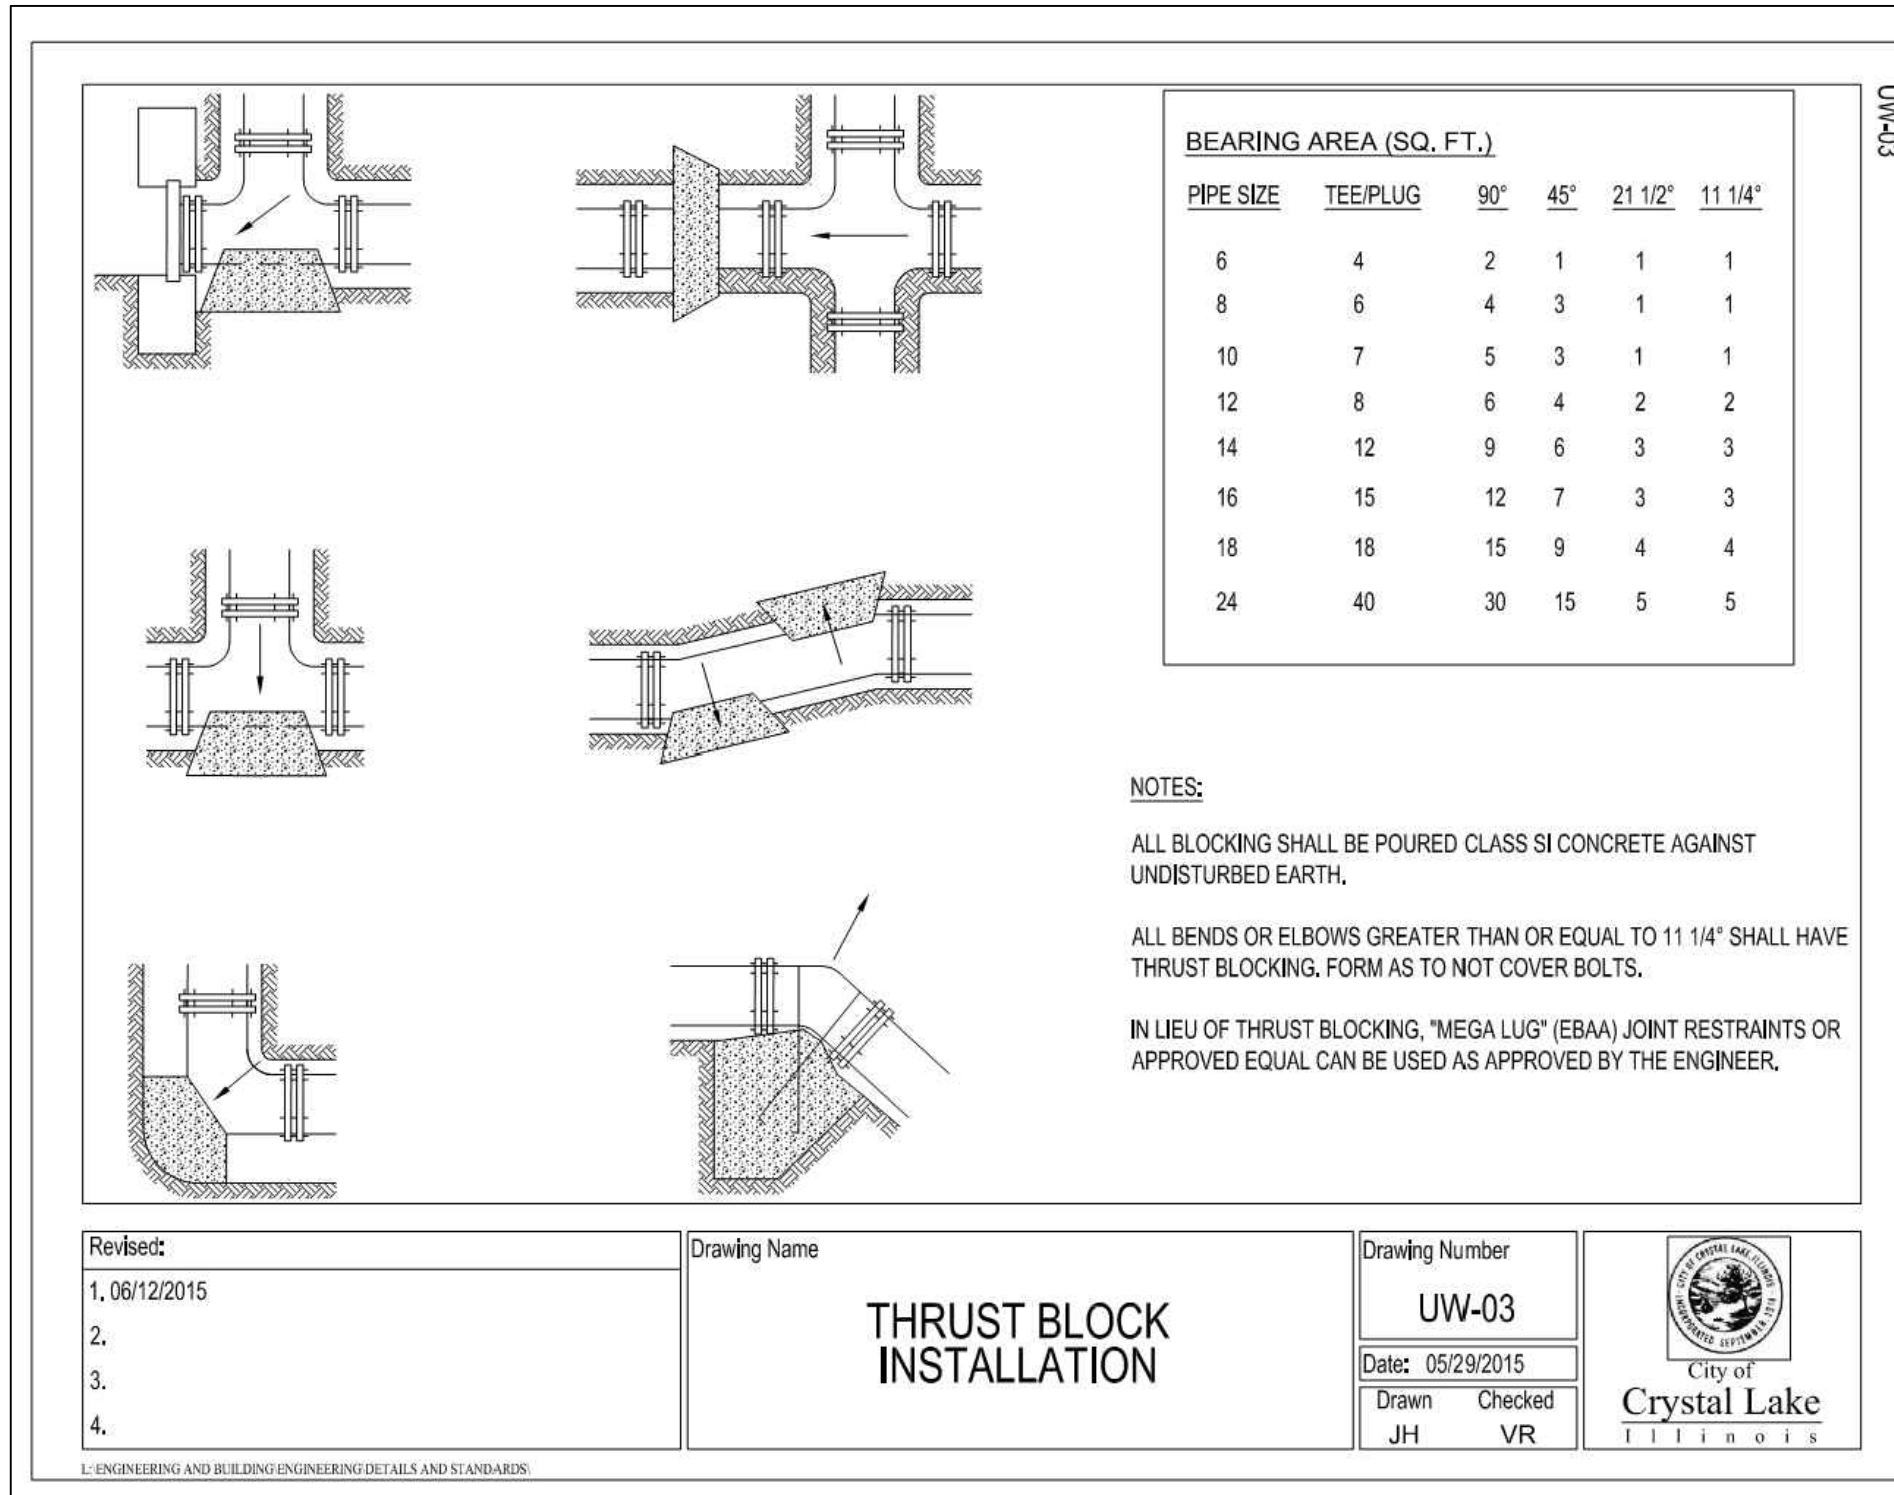 UW-03
BEARING AREA (SQ. FT.)
PIPE SIZE TEE/PLUG 90° 45° 21 1/2° 11 1/4°
6 4 2 1 1 1
8 6 4 3 1 1
10 7 5 3 1 1
12 8 6 4 2 2
14 12 9 6 3 3
16 15 12 7 3 3
18 18 15 9 4 4
24 40 30 15 5 5
NOTES:
ALL BLOCKING SHALL BE POURED CLASS SI CONCRETE AGAINST
UNDISTURBED EARTH.
ALL BENDS OR ELBOWS GREATER THAN OR EQUAL TO 11 1/4° SHALL HAVE
THRUST BLOCKING. FORM AS TO NOT COVER BOLTS.
IN LIEU OF THRUST BLOCKING, "MEGA LUG" (EBAA) JOINT RESTRAINTS OR
APPROVED EQUAL CAN BE USED AS APPROVED BY THE ENGINEER.
Revised:
1. 06/12/2015
2.
3.
4.
Drawing Name
THRUST BLOCK
INSTALLATION
Drawing Number
UW-03
Date: 05/29/2015
Drawn Checked
JH VR
CITY OF CRYSTAL LAKE, ILLINOIS
INCORPORATED SEPTEMBER
City of
Crystal Lake
Illinois
L:\ENGINEERING AND BUILDING\ENGINEERING\DETAILS AND STANDARDS\